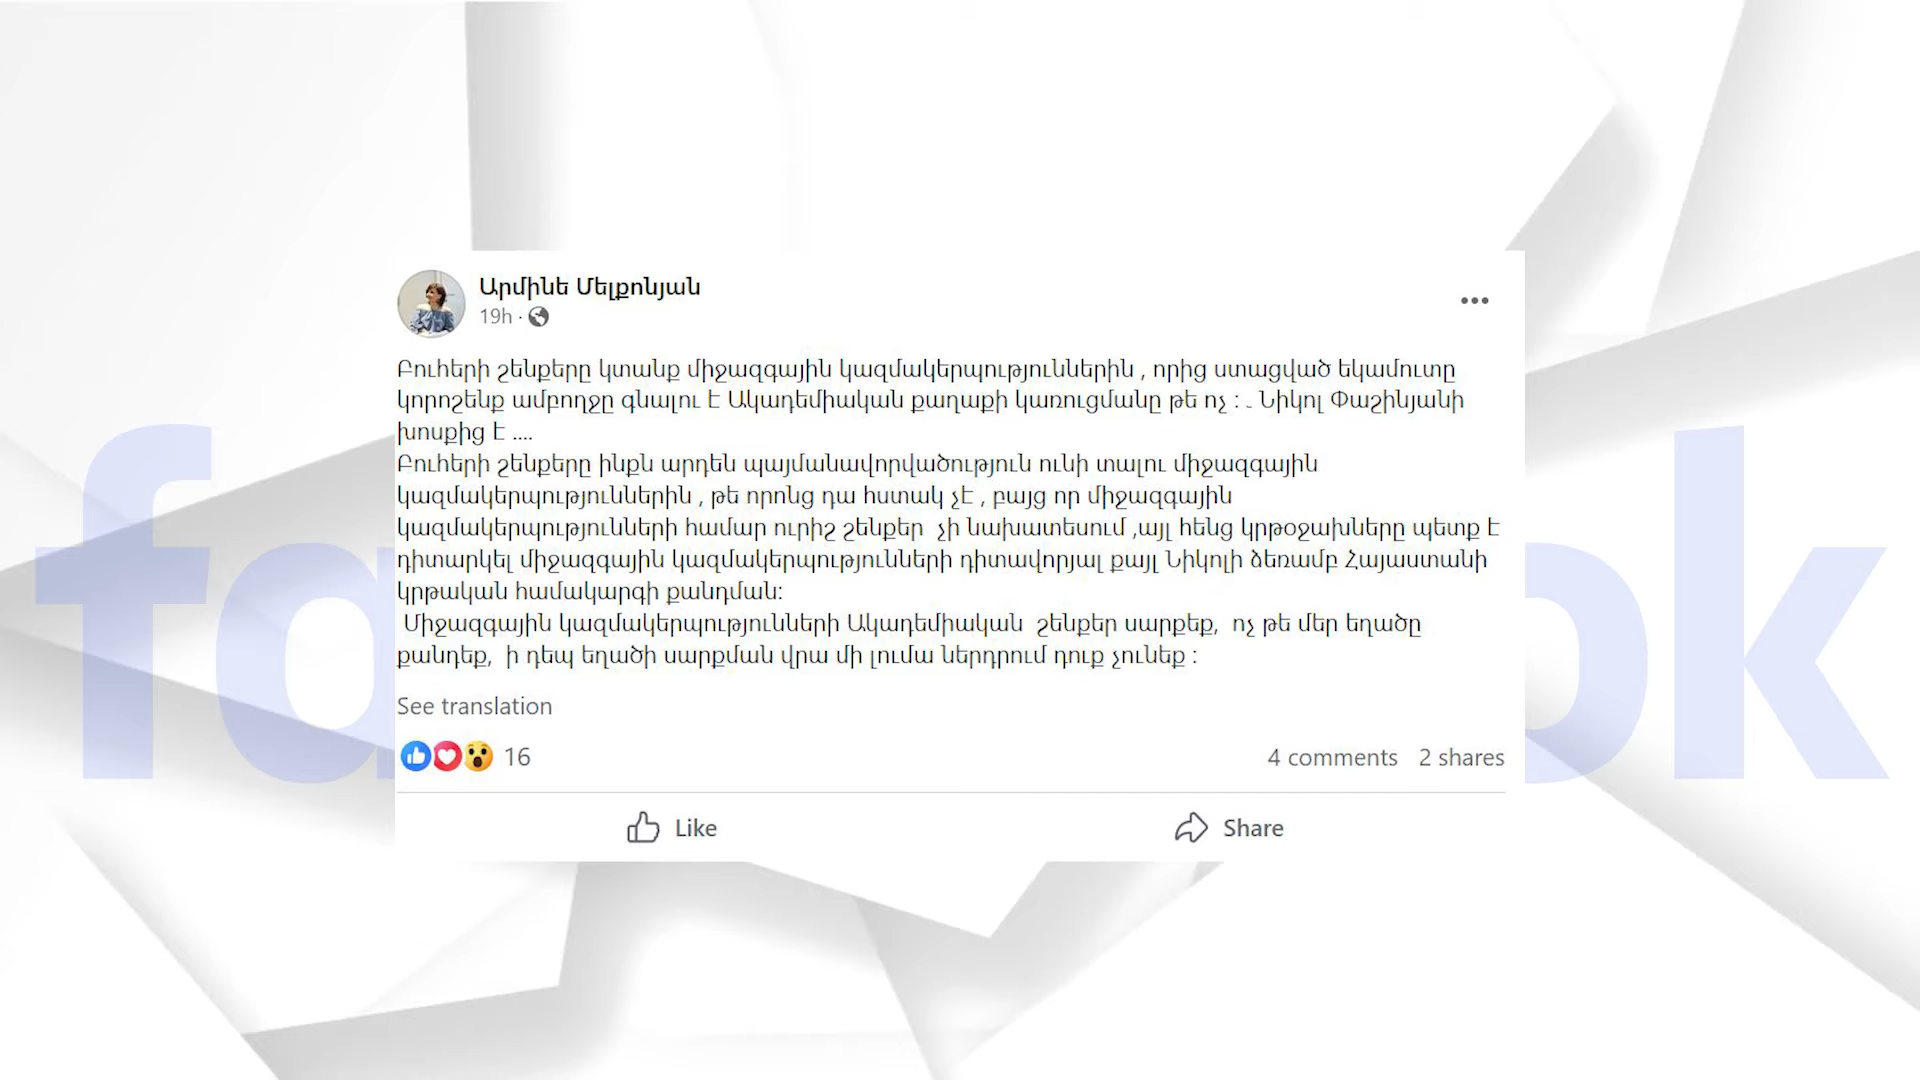 Արմինե Մելքոնյան
19h ·
Բուհերի շենքերը կտանք միջազգային կազմակերպություններին , որից ստացված եկամուտը
կորոշենք ամբողջը գնալու է Ակադեմիական քաղաքի կառուցմանը թե ոչ : ֊ Նիկոլ Փաշինյանի
խոսքից է ....
Բուհերի շենքերը ինքն արդեն պայմանավորվածություն ունի տալու միջազգային
կազմակերպություններին , թե որոնց դա հստակ չէ , բայց որ միջազգային
կազմակերպությունների համար ուրիշ շենքեր  չի նախատեսում ,այլ հենց կրթօջախները պետք է
դիտարկել միջազգային կազմակերպությունների դիտավորյալ քայլ Նիկոլի ձեռամբ Հայաստանի
կրթական համակարգի քանդման:
Միջազգային կազմակերպությունների Ակադեմիական  շենքեր սարքեք,  ոչ թե մեր եղածը
քանդեք,  ի դեպ եղածի սարքման վրա մի լումա ներդրում դուք չունեք :
See translation
16
4 comments 2 shares
Like
Share